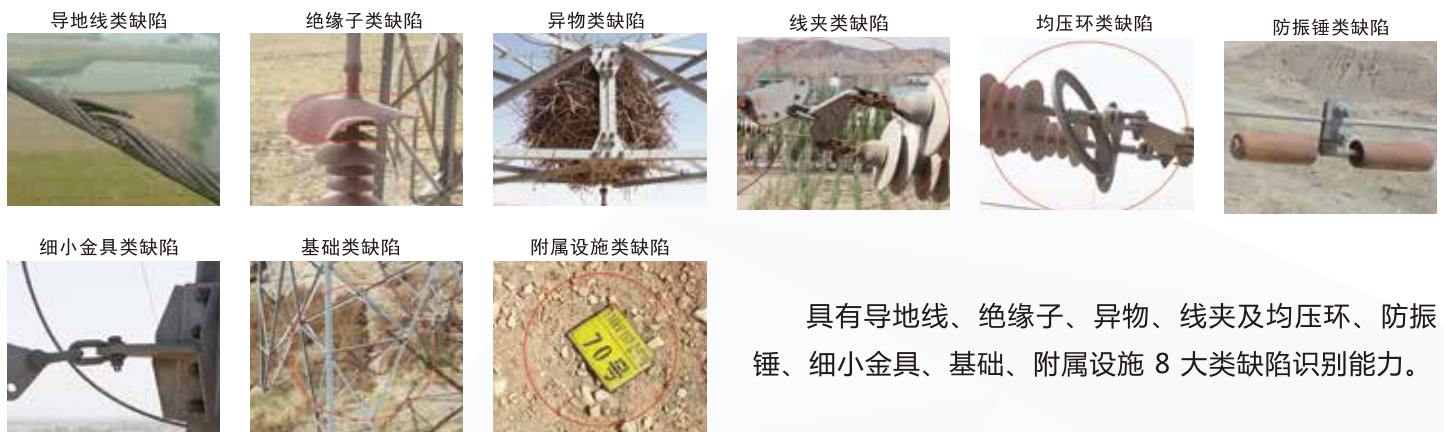 导地线类缺陷
绝缘子类缺陷
异物类缺陷
线夹类缺陷
均压环类缺陷
防振锤类缺陷
细小金具类缺陷
基础类缺陷
附属设施类缺陷
70
具有导地线、绝缘子、异物、线夹及均压环、防振
锤、细小金具、基础、附属设施 8 大类缺陷识别能力。